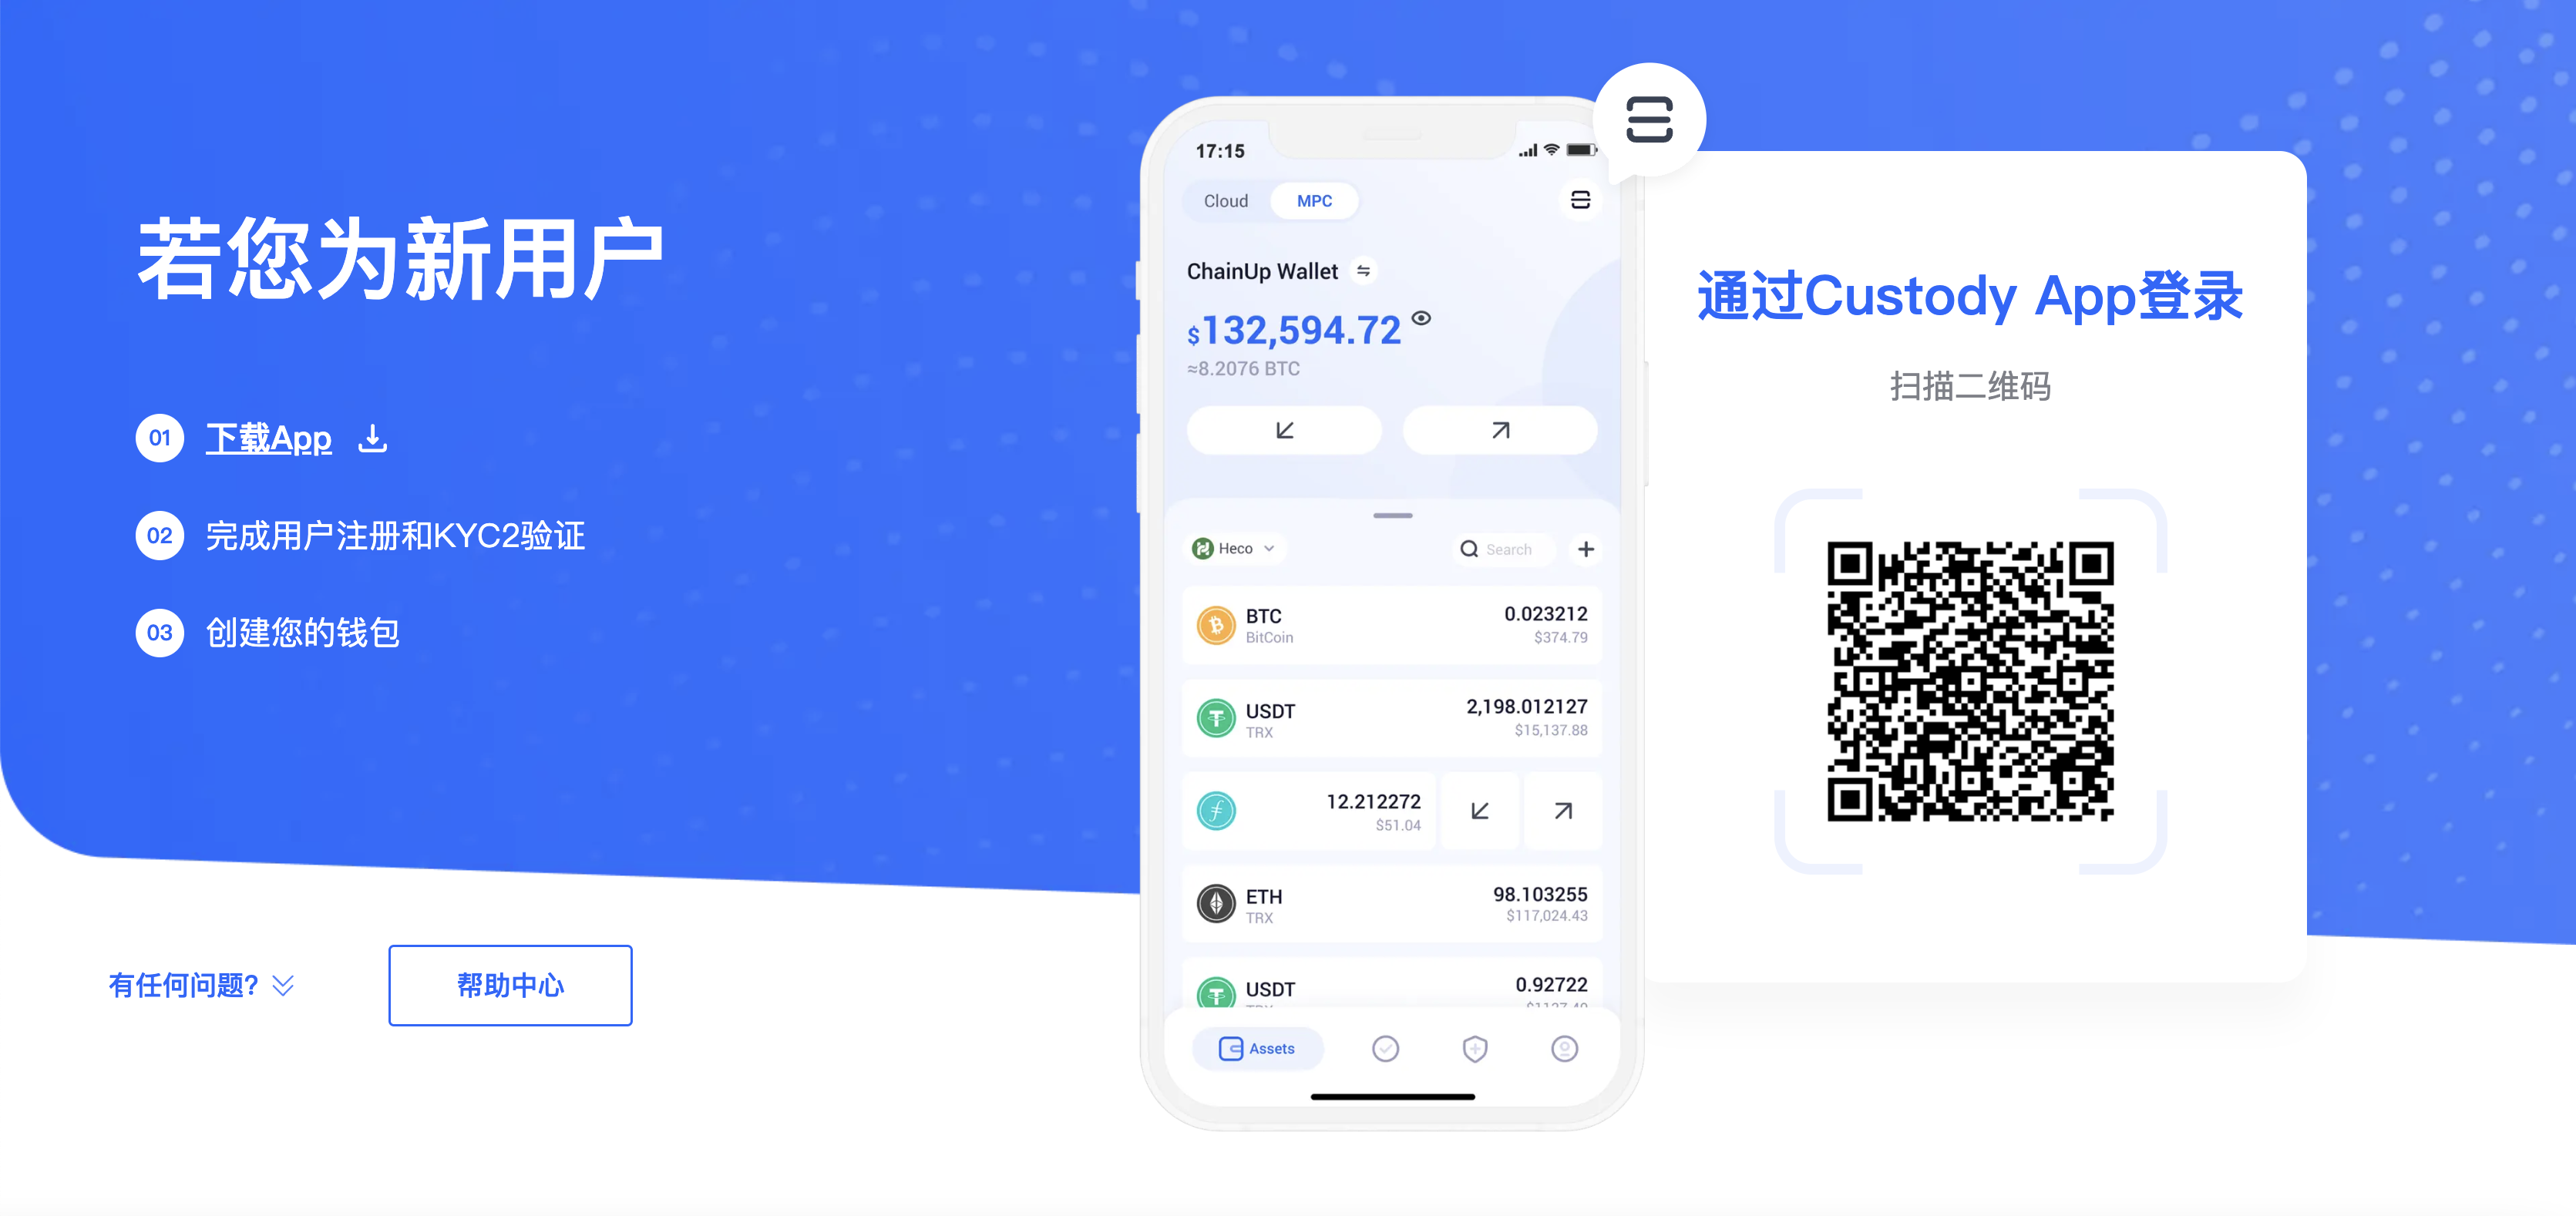 若您为新用户
01 下载App
02 完成用户注册和KYC2验证
03 创建您的钱包
有任何问题?
帮助中心
17:15
Cloud MPC
ChainUp Wallet
$132,594.72
≈8.2076 BTC
Heco Search
BTC 0.023212
BitCoin $374.79
USDT 2,198.012127
TRX $15,137.88
12.212272
$51.04
ETH 98.103255
TRX $117,024.43
USDT 0.92722
Assets
通过Custody App登录
扫描二维码